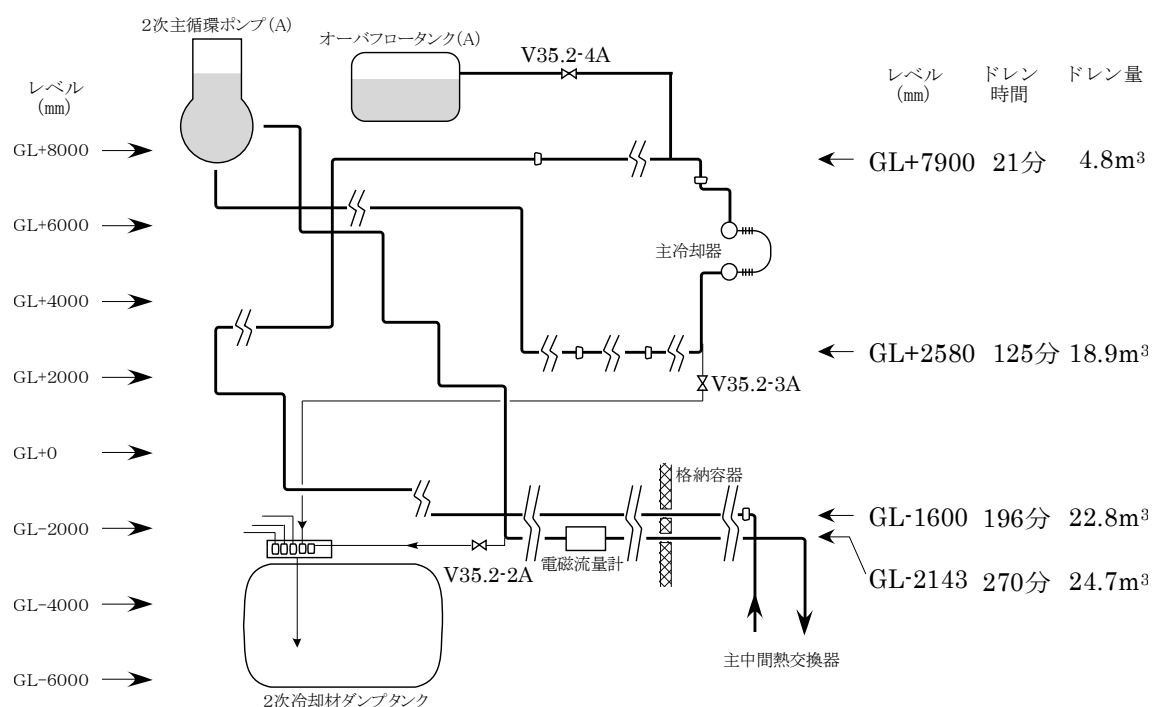 2次主循環ポンプ(A)
オーバフロータンク(A)
V35.2-4A
レベル
(mm)
レベル
(mm)
ドレン
時間
ドレン量
GL+8000
GL+7900 21分 4.8m³
GL+6000
主冷却器
GL+4000
GL+2580 125分 18.9m³
GL+2000
V35.2-3A
GL+0
格納容器
GL-2000
GL-1600 196分 22.8m³
電磁流量計
V35.2-2A
GL-2143 270分 24.7m³
GL-4000
主中間熱交換器
GL-6000
2次冷却材ダンプタンク